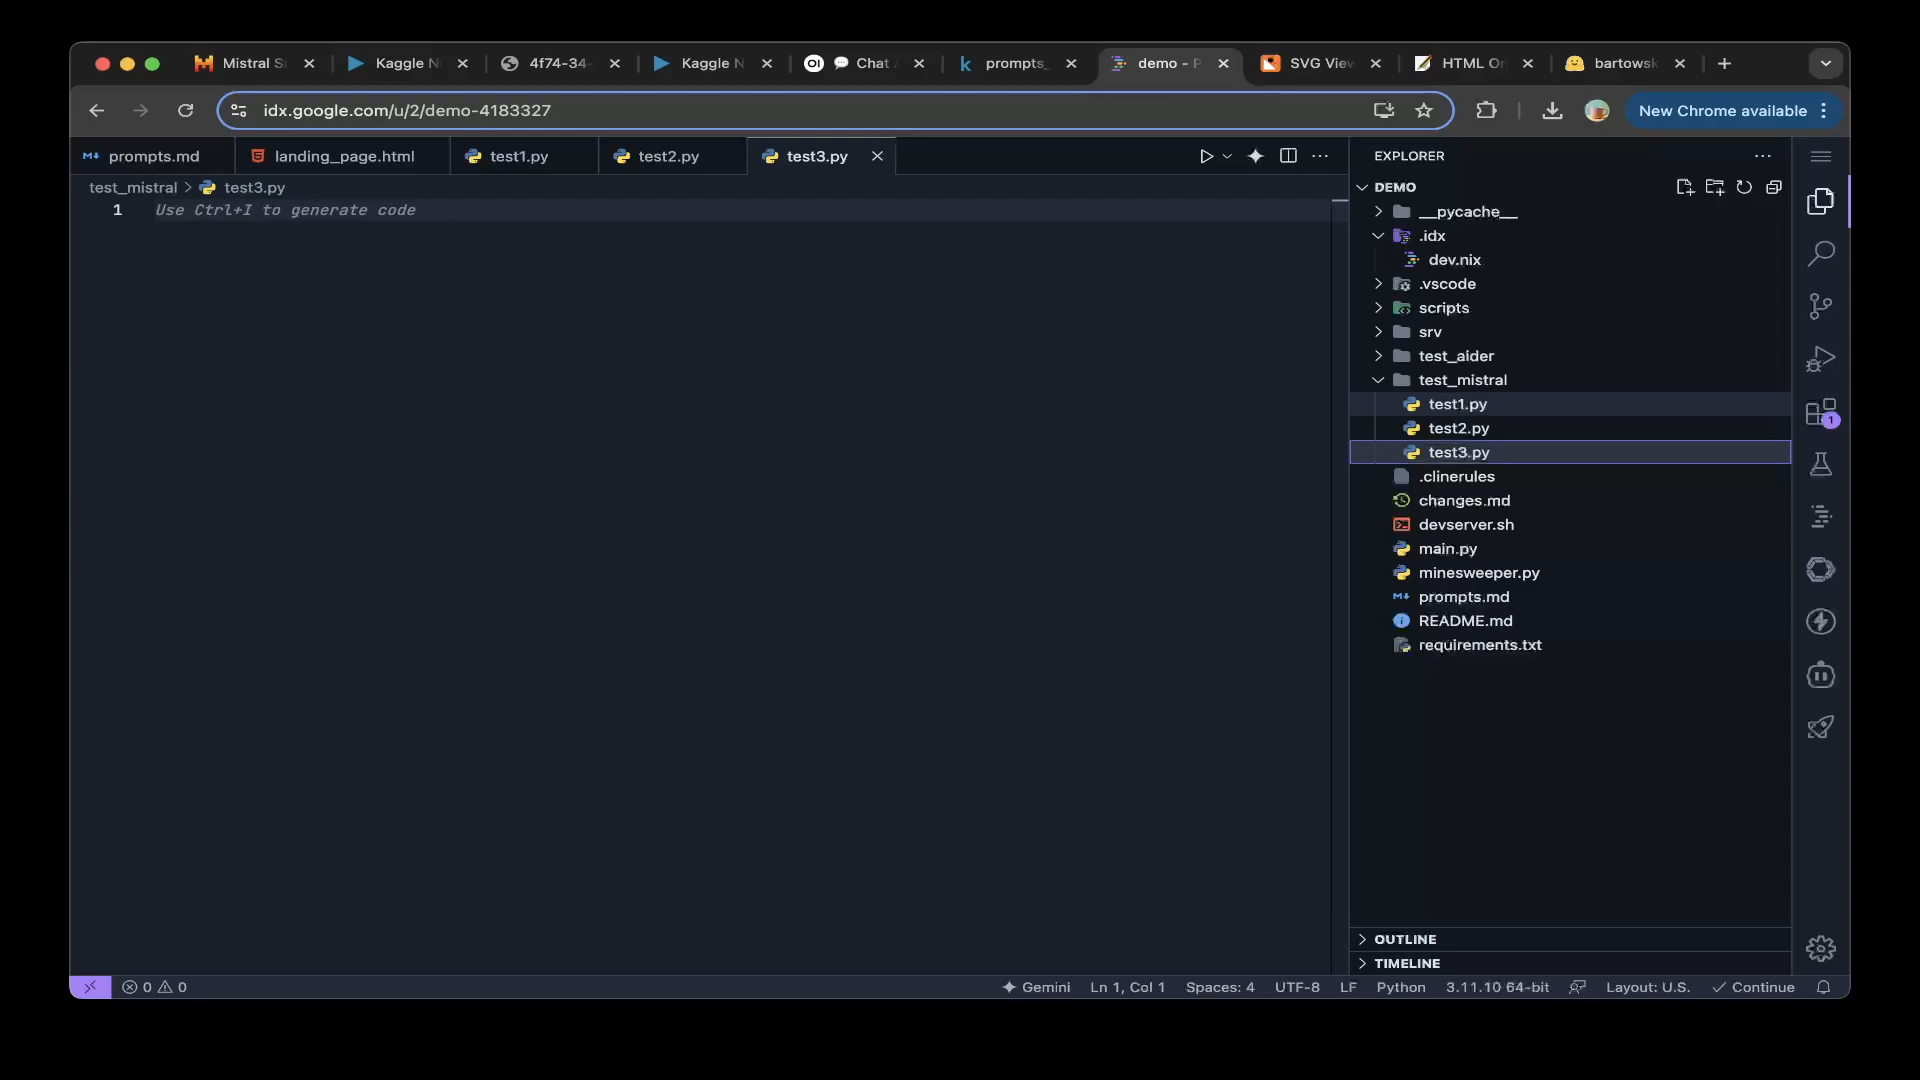 Mistral S
Kaggle N
4f74-34-
Kaggle N
Chat
prompts_
demo - P
SVG View
HTML On
bartowsk
idx.google.com/u/2/demo-4183327
New Chrome available
prompts.md
landing_page.html
test1.py
test2.py
test3.py
test_mistral > test3.py
1 Use Ctrl+I to generate code
EXPLORER
DEMO
__pycache__
.idx
dev.nix
.vscode
scripts
srv
test_aider
test_mistral
test1.py
test2.py
test3.py
.clinerules
changes.md
devserver.sh
main.py
minesweeper.py
prompts.md
README.md
requirements.txt
1
OUTLINE
TIMELINE
0 0
Gemini
Ln 1, Col 1
Spaces: 4
UTF-8
LF
Python
3.11.10 64-bit
Layout: U.S.
Continue